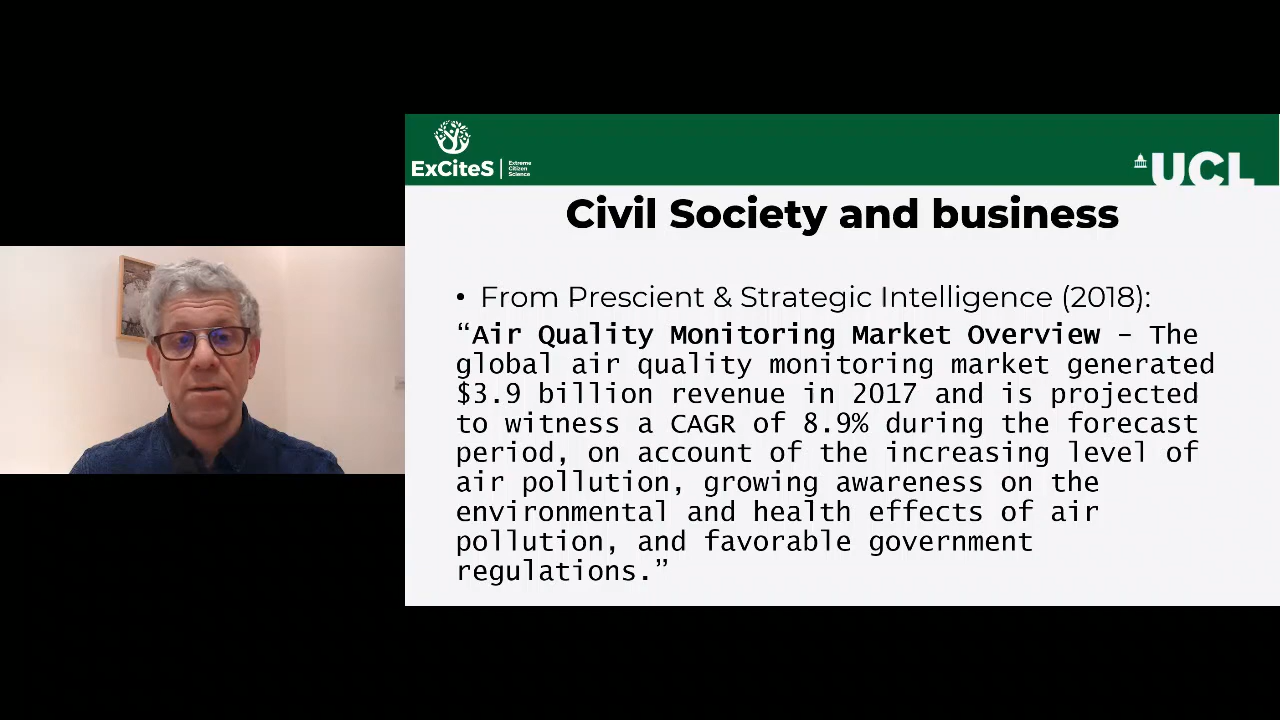 ExCiteS
Extreme
Citizen
Science
UCL
Civil Society and business
• From Prescient & Strategic Intelligence (2018):
“Air Quality Monitoring Market Overview – The
global air quality monitoring market generated
$3.9 billion revenue in 2017 and is projected
to witness a CAGR of 8.9% during the forecast
period, on account of the increasing level of
air pollution, growing awareness on the
environmental and health effects of air
pollution, and favorable government
regulations.”